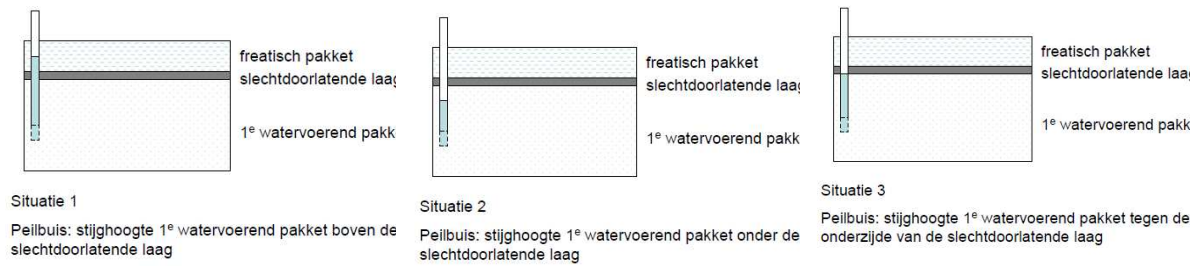 freatisch pakket
slechtdoorlatende laag
1e watervoerend pakk
Situatie 1
Peilbuis: stijghoogte 1e watervoerend pakket boven de
slechtdoorlatende laag
freatisch pakket
slechtdoorlatende laag
1e watervoerend pakk
Situatie 2
Peilbuis: stijghoogte 1e watervoerend pakket onder de
slechtdoorlatende laag
freatisch pakket
slechtdoorlatende laag
1e watervoerend pakk
Situatie 3
Peilbuis: stijghoogte 1e watervoerend pakket tegen de
onderzijde van de slechtdoorlatende laag